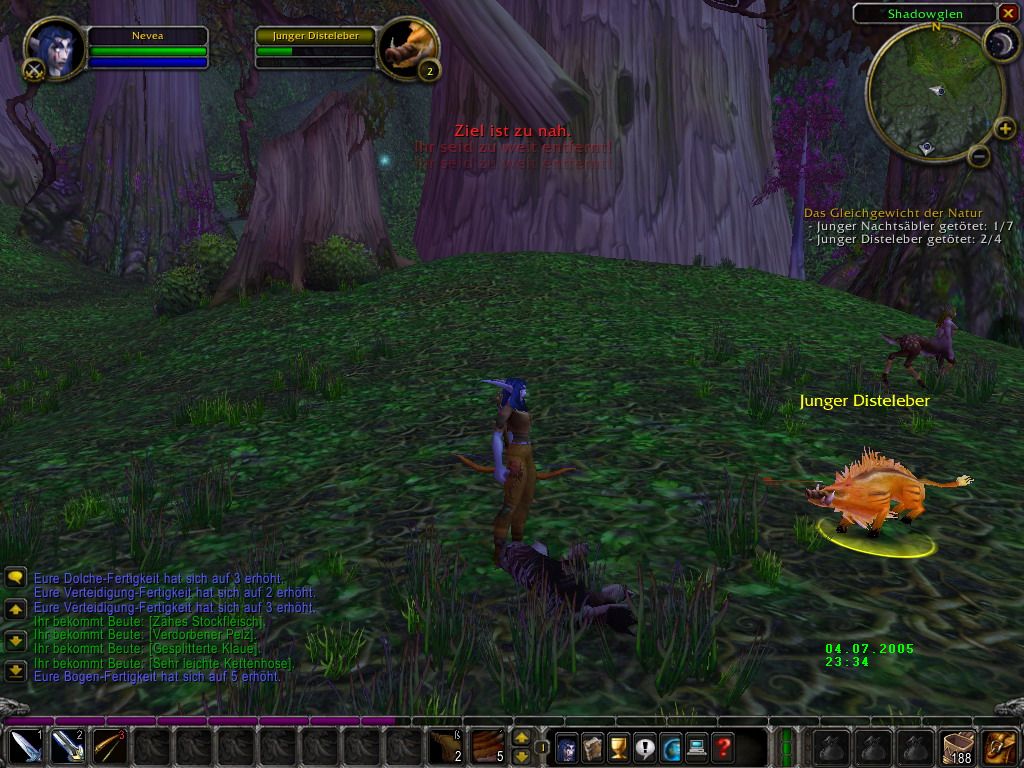 Nevea
Junger Disteleber
2
Shadowglen
N
Ziel ist zu nah.
Ihr seid zu weit entfernt!
Ihr seid zu weit entfernt!
Das Gleichgewicht der Natur
- Junger Nachtsäbler getötet: 1/7
- Junger Disteleber getötet: 2/4
Junger Disteleber
Eure Dolche-Fertigkeit hat sich auf 3 erhöht.
Eure Verteidigung-Fertigkeit hat sich auf 2 erhöht.
Eure Verteidigung-Fertigkeit hat sich auf 3 erhöht.
Ihr bekommt Beute: [Zähes Stockfleisch].
Ihr bekommt Beute: [Verdorbener Pelz].
Ihr bekommt Beute: [Gesplitterte Klaue].
Ihr bekommt Beute: [Sehr leichte Kettenhose].
Eure Bogen-Fertigkeit hat sich auf 5 erhöht.
04.07.2005
23:34
1 2 3 ß
2 5 1 188